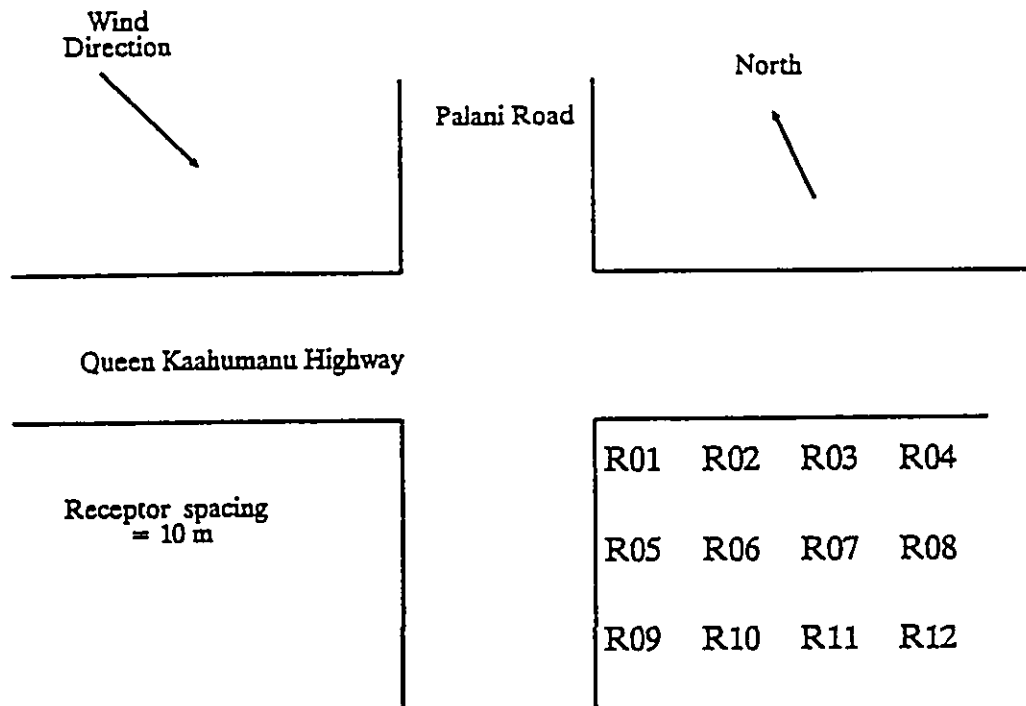 Wind
Direction
North
Palani Road
Queen Kaahumanu Highway
R01 R02 R03 R04
Receptor spacing
= 10 m
R05 R06 R07 R08
R09 R10 R11 R12